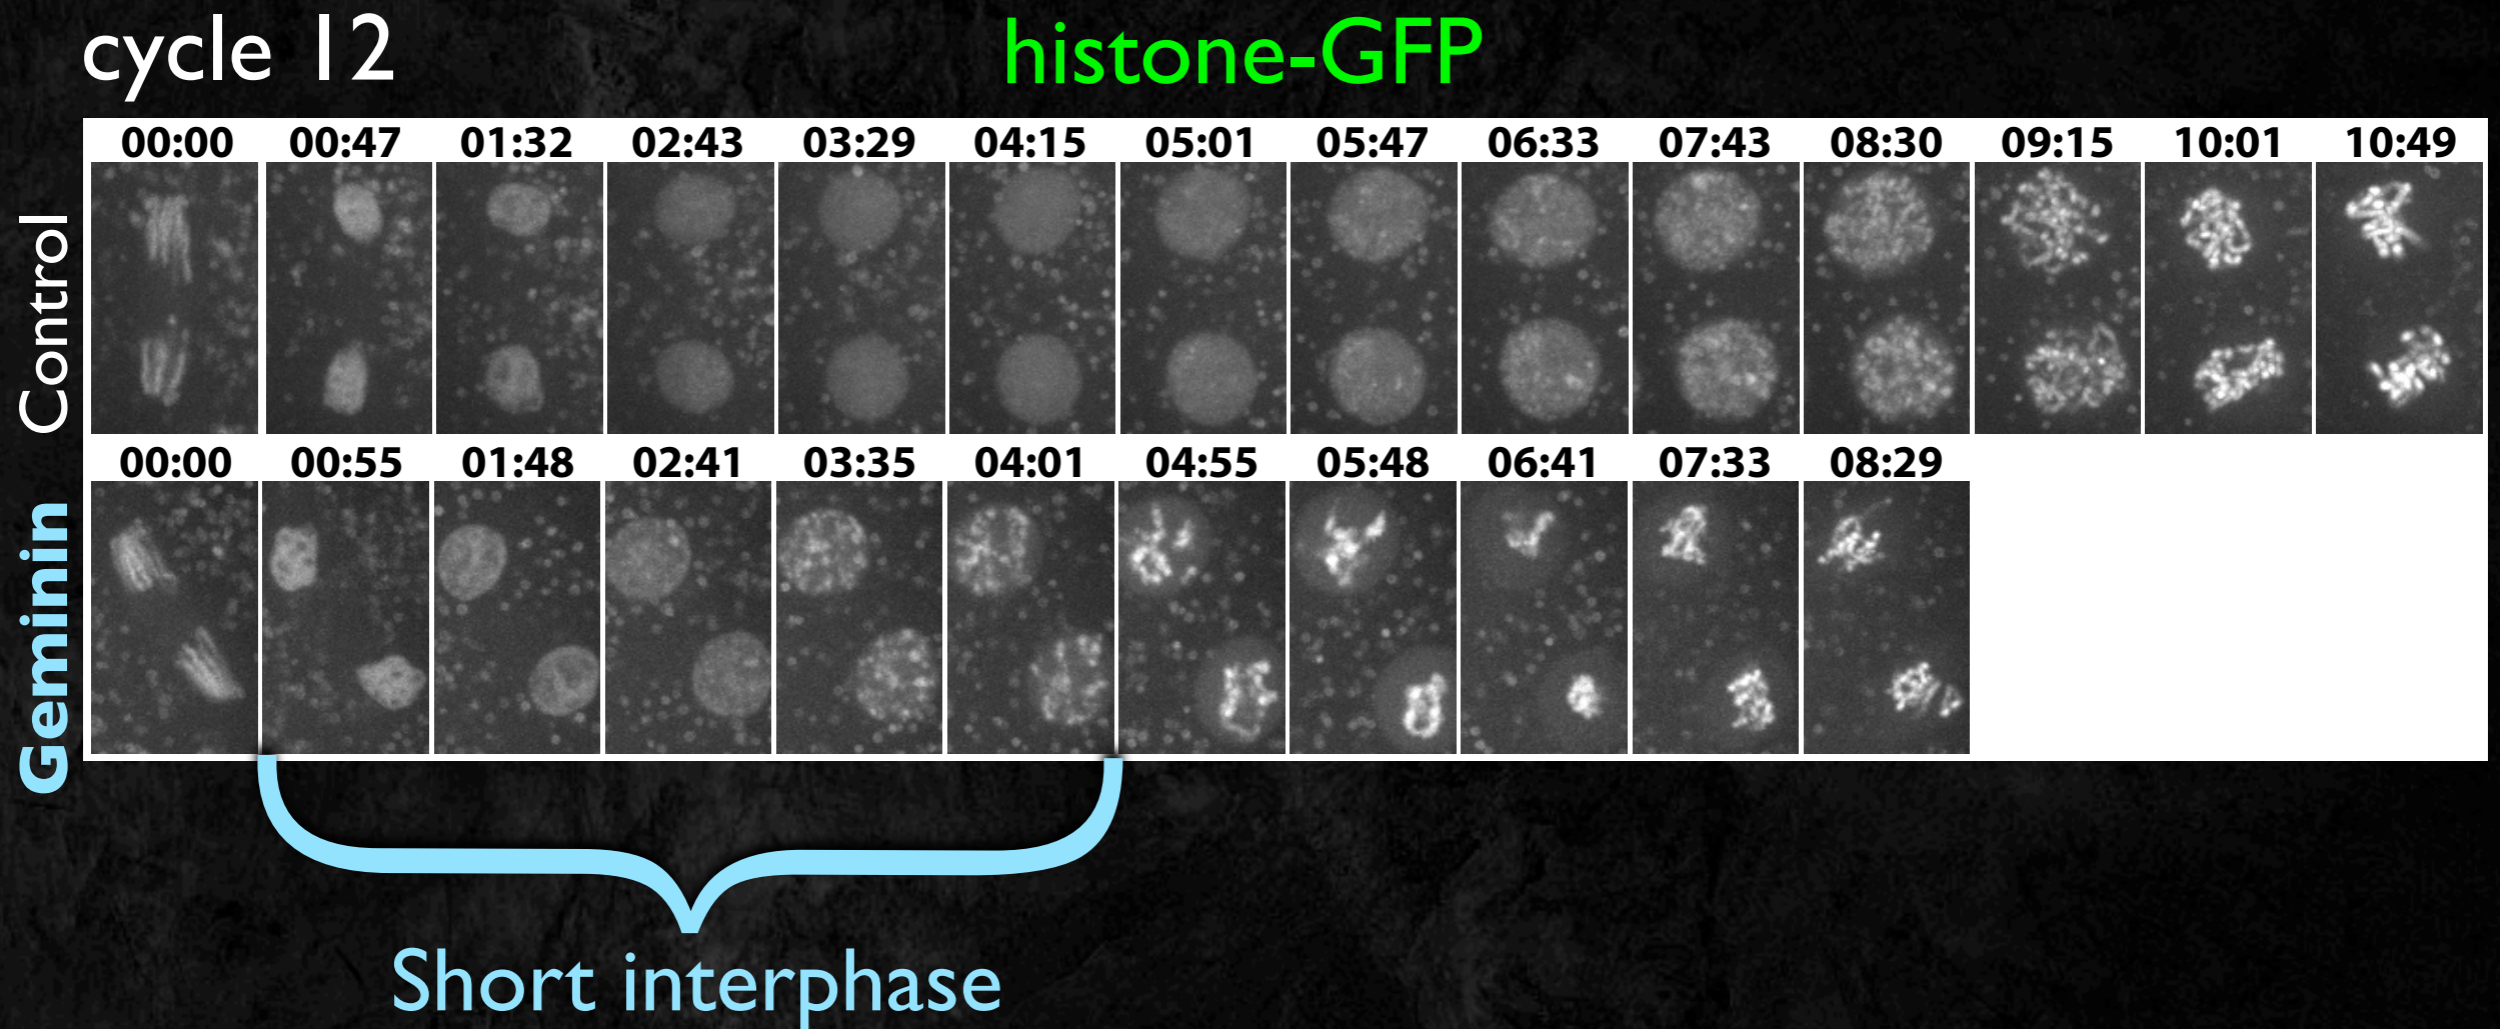 cycle 12
histone-GFP
00:00 00:47 01:32 02:43 03:29 04:15 05:01 05:47 06:33 07:43 08:30 09:15 10:01 10:49
Control
00:00 00:55 01:48 02:41 03:35 04:01 04:55 05:48 06:41 07:33 08:29
Geminin
Short interphase